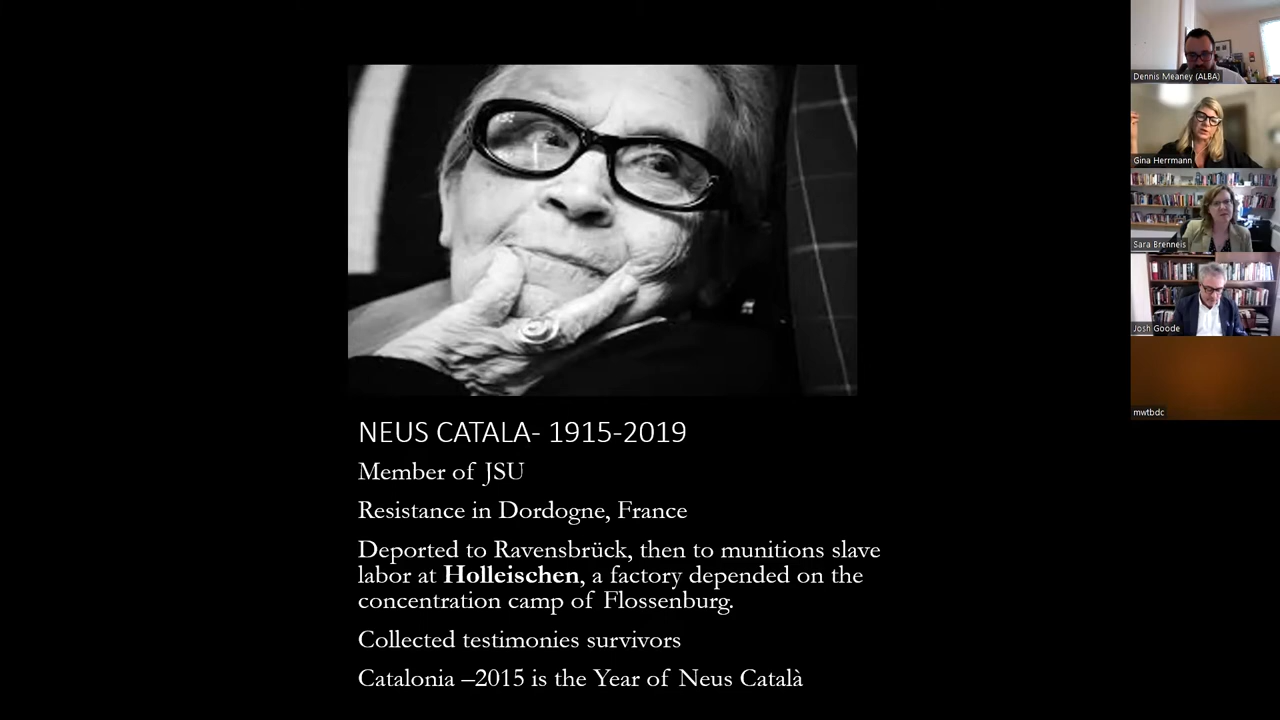 NEUS CATALA- 1915-2019
Member of JSU
Resistance in Dordogne, France
Deported to Ravensbrück, then to munitions slave
labor at Holleischen, a factory depended on the
concentration camp of Flossenburg.
Collected testimonies survivors
Catalonia –2015 is the Year of Neus Català
Dennis Meaney (ALBA)
Gina Herrmann
Sara Brenneis
Josh Goode
mwtbdc